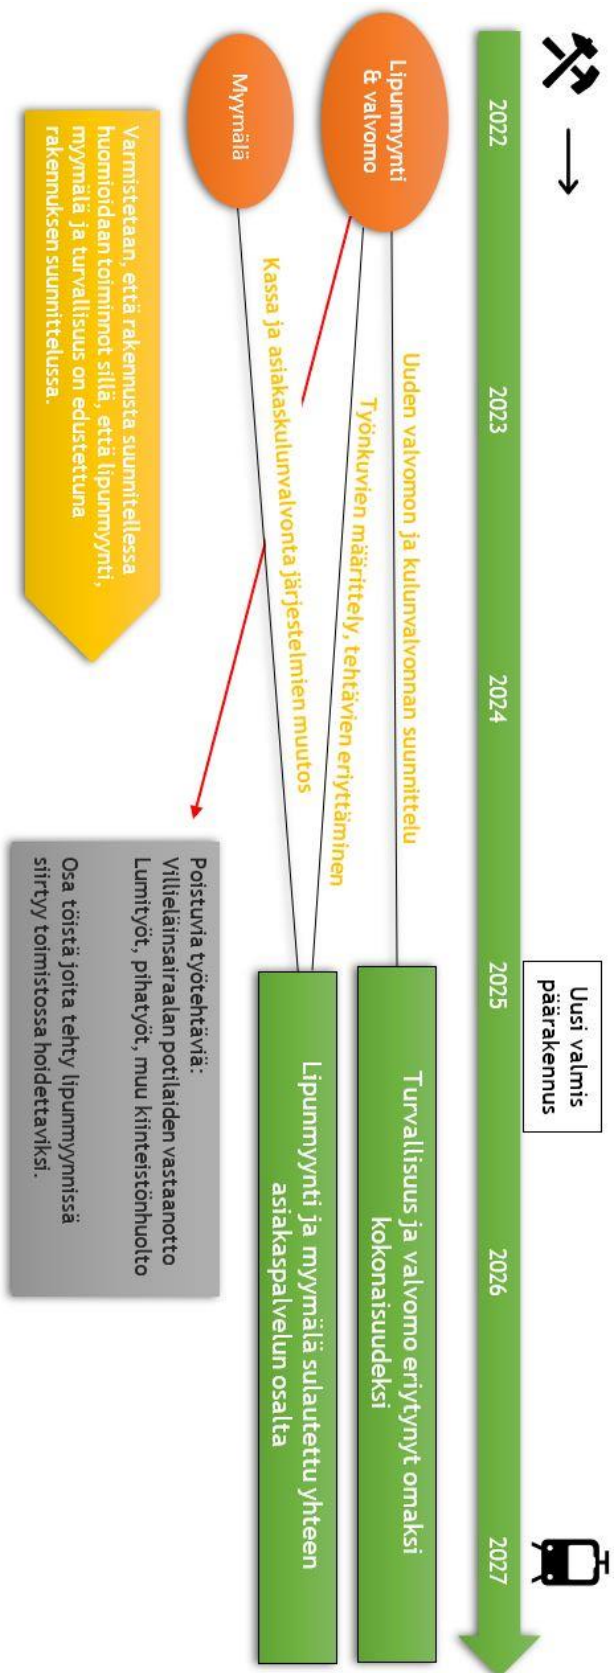 Uusi valmis
päärakennus
2022
2023
2024
2025
2026
2027
Lipunmyynti
& valvomo
Uuden valvomon ja kulunvalvonnan suunnittelu
Turvallisuus ja valvomo eriytynyt omaksi
kokonaisuudeksi
Työnkuvien määrittely, tehtävien eriyttäminen
Myymälä
Kassa ja asiakaskulunvalvonta järjestelmien muutos
Lipunmyynti ja myymälä sulautettu yhteen
asiakaspalvelun osalta
Varmistetaan, että rakennusta suunnitellessa
huomioidaan toiminnot sillä, että lipunmyynti,
myymälä ja turvallisuus on edustettuna
rakennuksen suunnittelussa.
Poistuvia työtehtäviä:
Villieläinsairaalan potilaiden vastaanotto
Lumityöt, pihatyöt, muu kiinteistönhuolto
Osa töistä joita tehty lipunmyynnissä
siirtyy toimistossa hoidettaviksi.